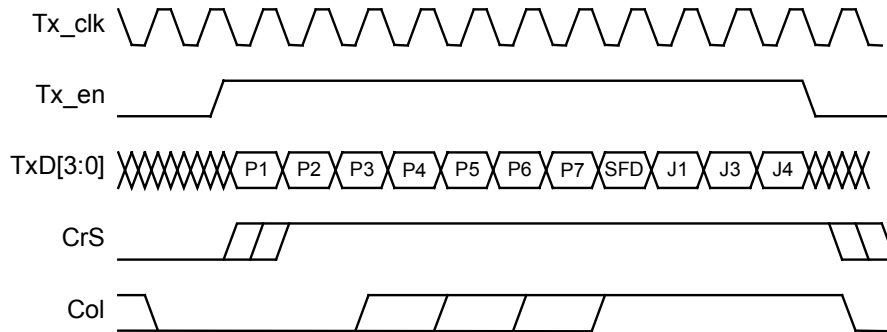 Tx_clk
Tx_en
TxD[3:0] P1 P2 P3 P4 P5 P6 P7 SFD J1 J3 J4
CrS
Col